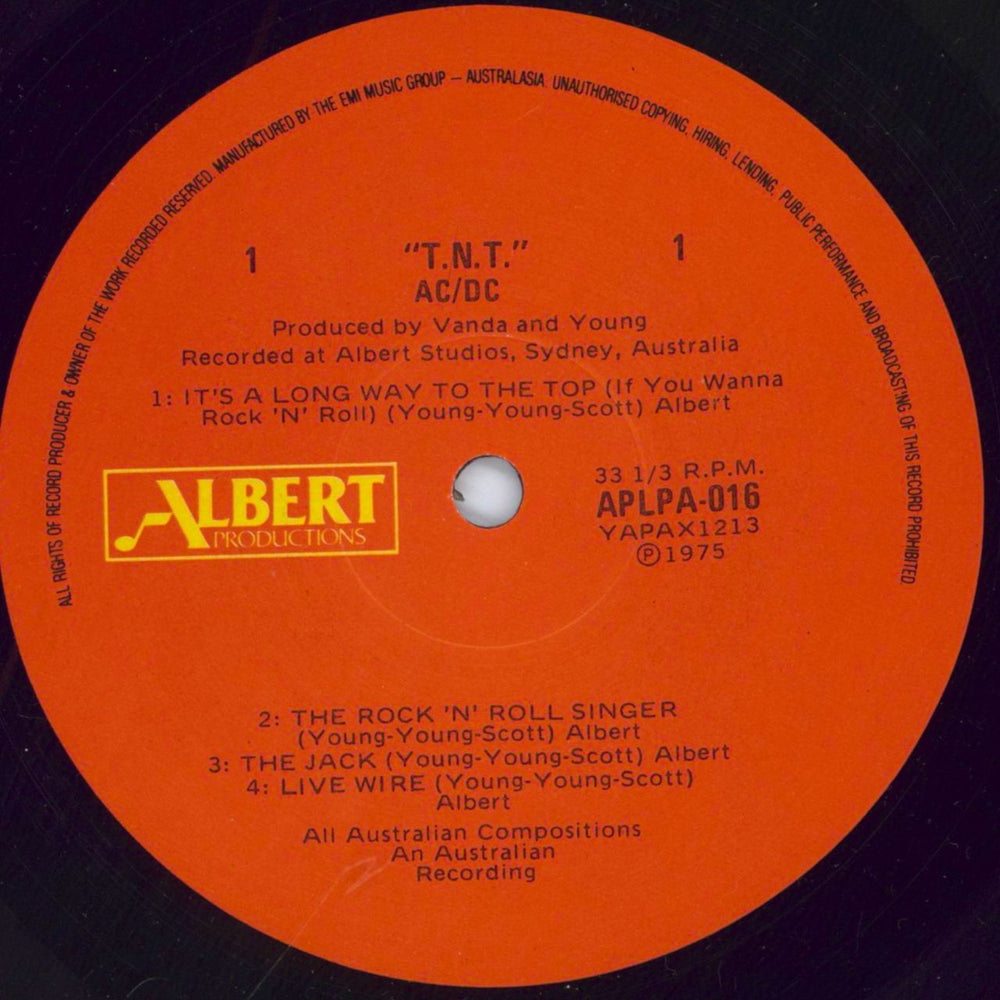 ALL RIGHTS OF RECORD PRODUCER & OWNER OF THE WORK RECORDED RESERVED. MANUFACTURED BY THE EMI MUSIC GROUP – AUSTRALASIA. UNAUTHORISED COPYING, HIRING, LENDING, PUBLIC PERFORMANCE AND BROADCASTING OF THIS RECORD PROHIBITED.
1 "T.N.T." 1
AC/DC
Produced by Vanda and Young
Recorded at Albert Studios, Sydney, Australia
1: IT'S A LONG WAY TO THE TOP (If You Wanna
Rock 'N' Roll) (Young-Young-Scott) Albert
ALBERT
PRODUCTIONS
33 1/3 R.P.M.
APLPA-016
YAPAX1213
℗1975
2: THE ROCK 'N' ROLL SINGER
(Young-Young-Scott) Albert
3: THE JACK (Young-Young-Scott) Albert
4: LIVE WIRE (Young-Young-Scott)
Albert
All Australian Compositions
An Australian
Recording